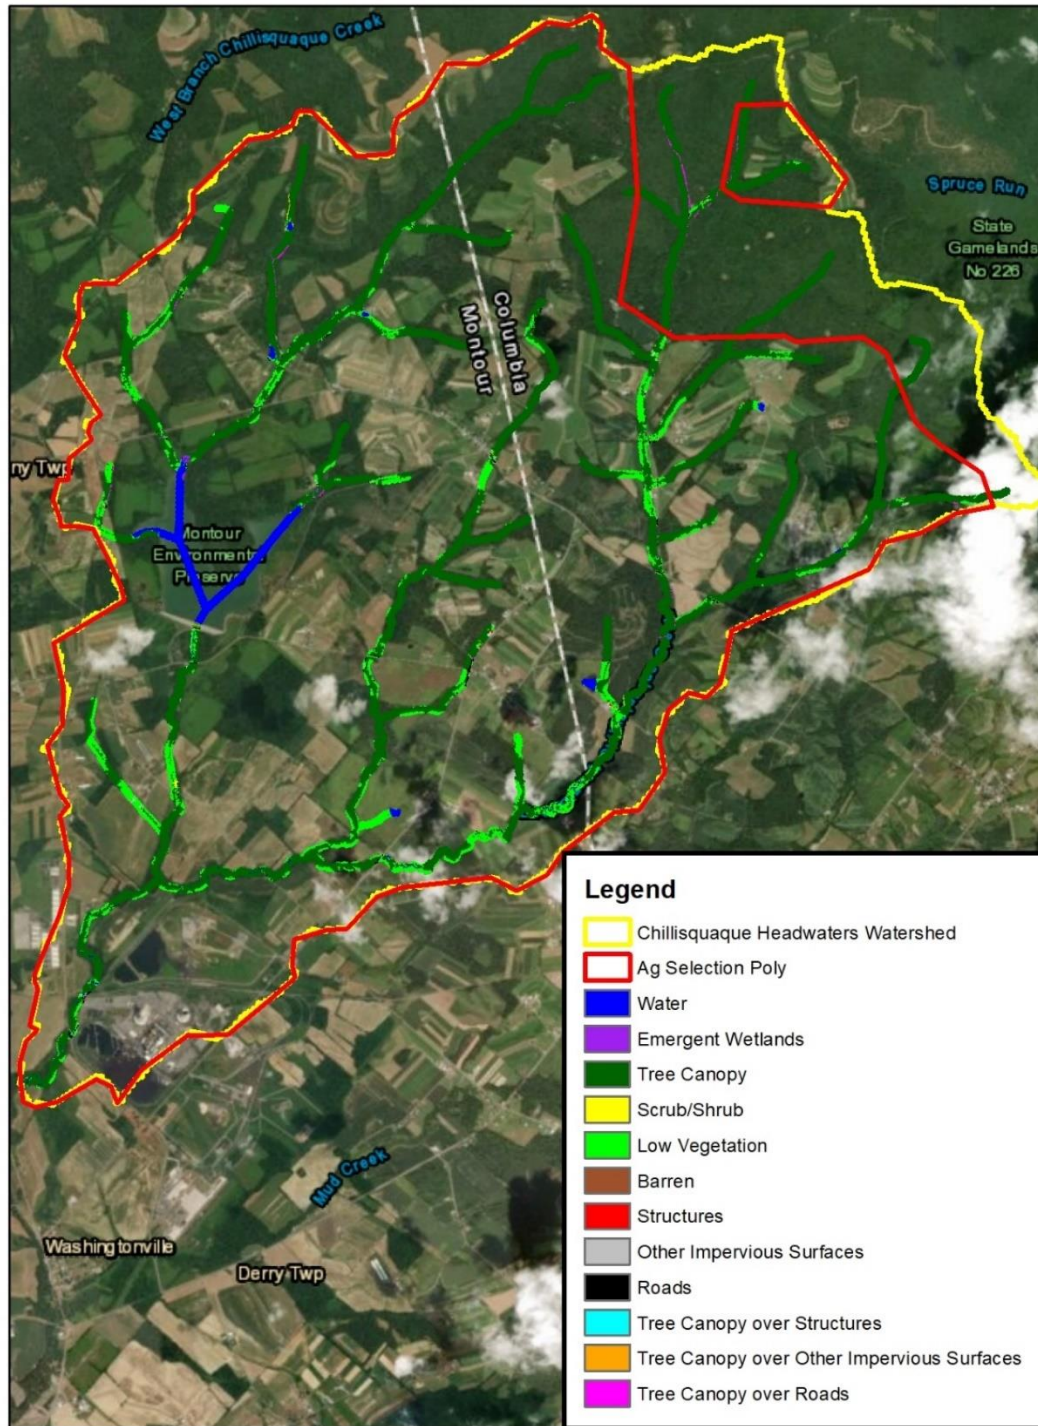 West Branch Chillisquaque Creek
Spruce Run
State
Gamelands
No 226
Columbia
Montour
ny Twp
Montour
Environmental
Preserve
Mud Creek
Washingtonville
Derry Twp
Legend
Chillisquaque Headwaters Watershed
Ag Selection Poly
Water
Emergent Wetlands
Tree Canopy
Scrub/Shrub
Low Vegetation
Barren
Structures
Other Impervious Surfaces
Roads
Tree Canopy over Structures
Tree Canopy over Other Impervious Surfaces
Tree Canopy over Roads